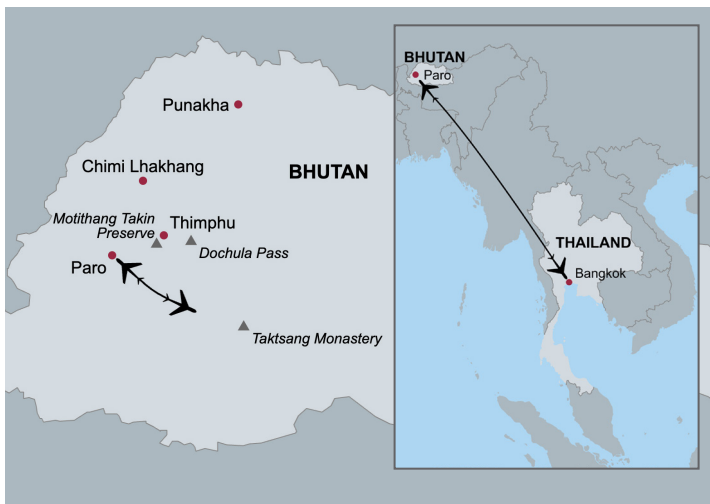 Punakha
Chimi Lhakhang
BHUTAN
Motithang Takin
Preserve
Thimphu
Dochula Pass
Paro
Taktsang Monastery
BHUTAN
Paro
THAILAND
Bangkok